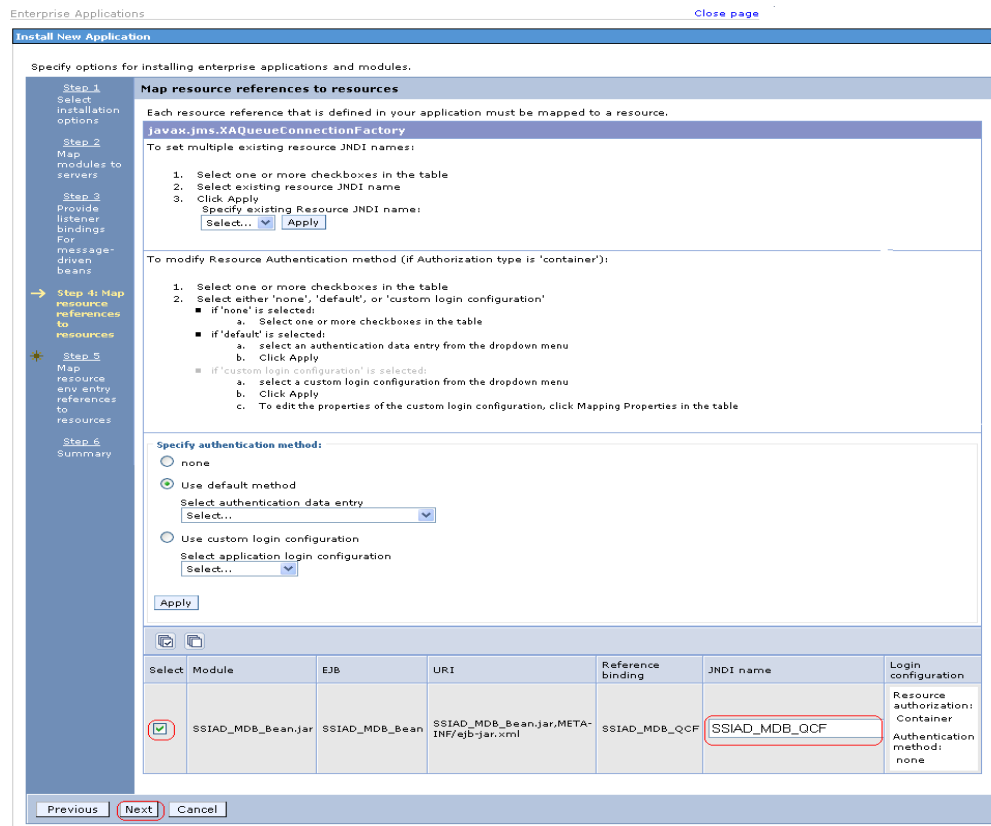 Enterprise Applications
Close page
Install New Application
Specify options for installing enterprise applications and modules.
Step 1
Select
installation
options
Step 2
Map
modules to
servers
Step 3
Provide
listener
bindings
For
message-
driven
beans
Step 4: Map
resource
references
to
resources
Step 5
Map
resource
env entry
references
to
resources
Step 6
Summary
Map resource references to resources
Each resource reference that is defined in your application must be mapped to a resource.
javax.jms.XAQueueConnectionFactory
To set multiple existing resource JNDI names:
1. Select one or more checkboxes in the table
2. Select existing resource JNDI name
3. Click Apply
Specify existing Resource JNDI name:
Select... Apply
To modify Resource Authentication method (if Authorization type is 'container'):
1. Select one or more checkboxes in the table
2. Select either 'none', 'default', or 'custom login configuration'
if 'none' is selected:
a. Select one or more checkboxes in the table
if 'default' is selected:
a. select an authentication data entry from the dropdown menu
b. Click Apply
if 'custom login configuration' is selected:
a. select a custom login configuration from the dropdown menu
b. Click Apply
c. To edit the properties of the custom login configuration, click Mapping Properties in the table
Specify authentication method:
none
Use default method
Select authentication data entry
Select...
Use custom login configuration
Select application login configuration
Select...
Apply
Select Module EJB URI Reference binding JNDI name Login configuration
SSIAD_MDB_Bean.jar SSIAD_MDB_Bean SSIAD_MDB_Bean.jar,META-INF/ejb-jar.xml SSIAD_MDB_QCF SSIAD_MDB_QCF
Resource
authorization:
Container
Authentication
method:
none
Previous Next Cancel